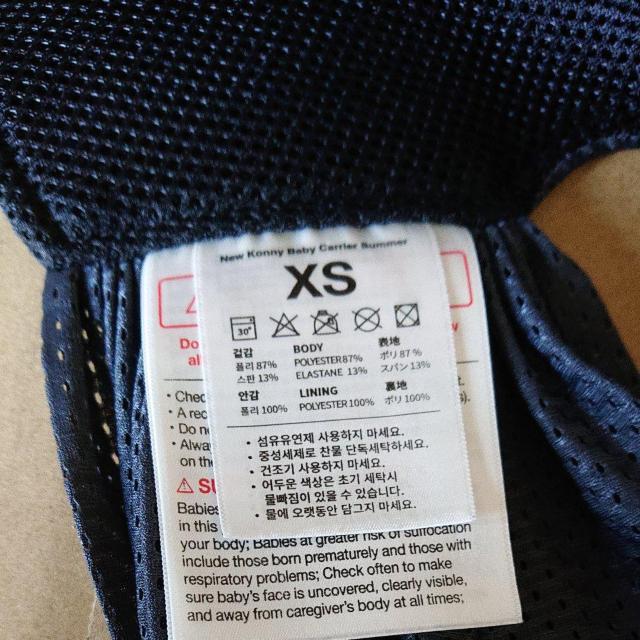 New Konny Baby Carrier Summer
XS
30°
겉감 BODY 表地
폴리 87% POLYESTER87% ポリ 87 %
스판 13% ELASTANE 13% スパン 13%
안감 LINING 裏地
폴리 100% POLYESTER100% ポリ 100%
• 섬유유연제 사용하지 마세요.
• 중성세제로 찬물 단독세탁하세요.
• 건조기 사용하지 마세요.
• 어두운 색상은 초기 세탁시
물빠짐이 있을 수 있습니다.
• 물에 오랫동안 담그지 마세요.
Do
al
• Chec
• A rec
• Do no
• Alwa
on the
⚠ SU
Babies
in this
your body; Babies at greater risk of suffocation
include those born prematurely and those with
respiratory problems; Check often to make
sure baby's face is uncovered, clearly visible,
and away from caregiver's body at all times;